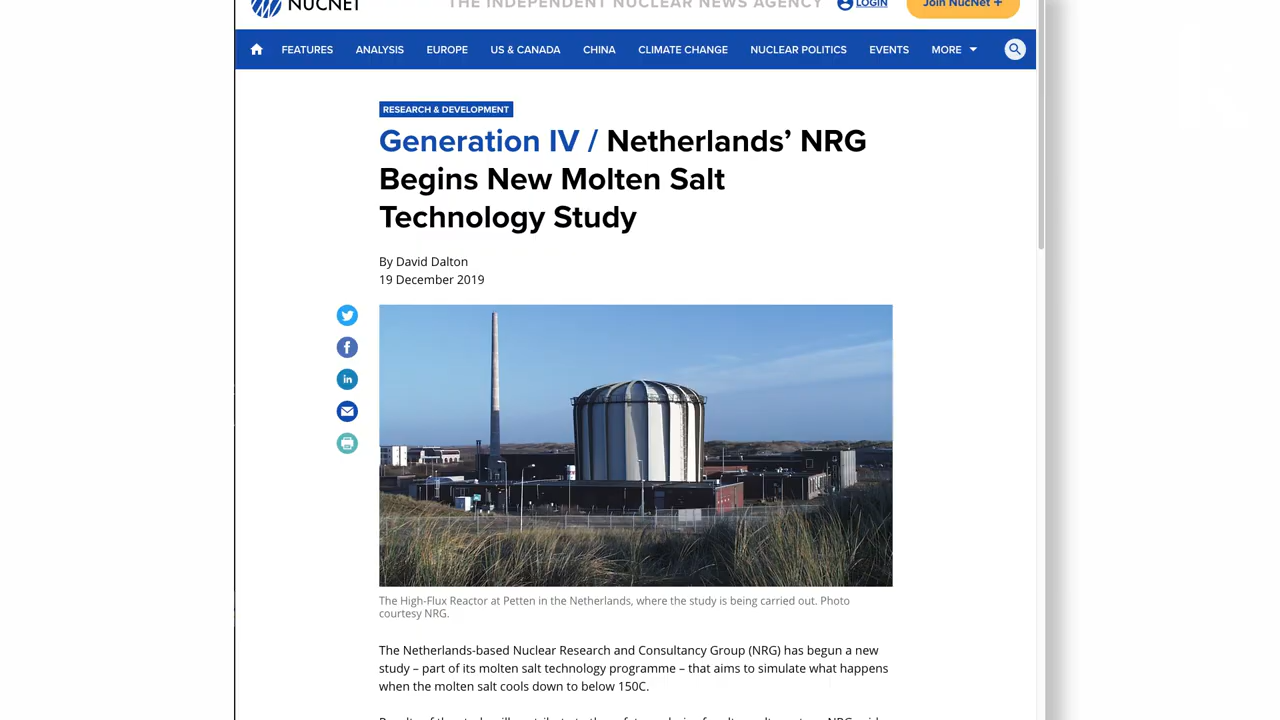 NUCNET
THE INDEPENDENT NUCLEAR NEWS AGENCY
LOGIN
Join NucNet +
FEATURES
ANALYSIS
EUROPE
US & CANADA
CHINA
CLIMATE CHANGE
NUCLEAR POLITICS
EVENTS
MORE
RESEARCH & DEVELOPMENT
Generation IV / Netherlands’ NRG
Begins New Molten Salt
Technology Study
By David Dalton
19 December 2019
The High-Flux Reactor at Petten in the Netherlands, where the study is being carried out. Photo
courtesy NRG.
The Netherlands-based Nuclear Research and Consultancy Group (NRG) has begun a new
study – part of its molten salt technology programme – that aims to simulate what happens
when the molten salt cools down to below 150C.